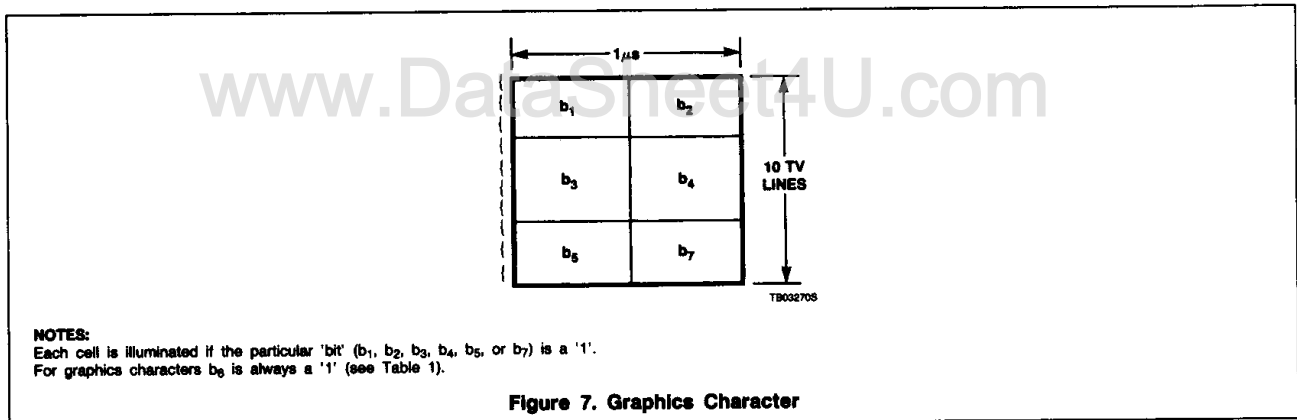 1μs
www.DataSheet4U.com
b₁ b₂
b₃ b₄
10 TV
LINES
b₅ b₇
TB03270S
NOTES:
Each cell is illuminated if the particular 'bit' (b₁, b₂, b₃, b₄, b₅, or b₇) is a '1'.
For graphics characters b₆ is always a '1' (see Table 1).
Figure 7. Graphics Character